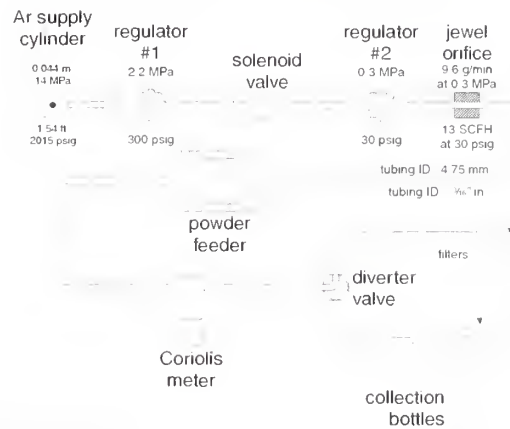 Ar supply
cylinder
regulator
#1
solenoid
valve
regulator
#2
jewel
orifice
0.044 m
14 MPa
2.2 MPa
0.3 MPa
9.6 g/min
at 0.3 MPa
1.54 ft
2015 psig
300 psig
30 psig
13 SCFH
at 30 psig
tubing ID 4.75 mm
tubing ID in
powder
feeder
filters
diverter
valve
Coriolis
meter
collection
bottles